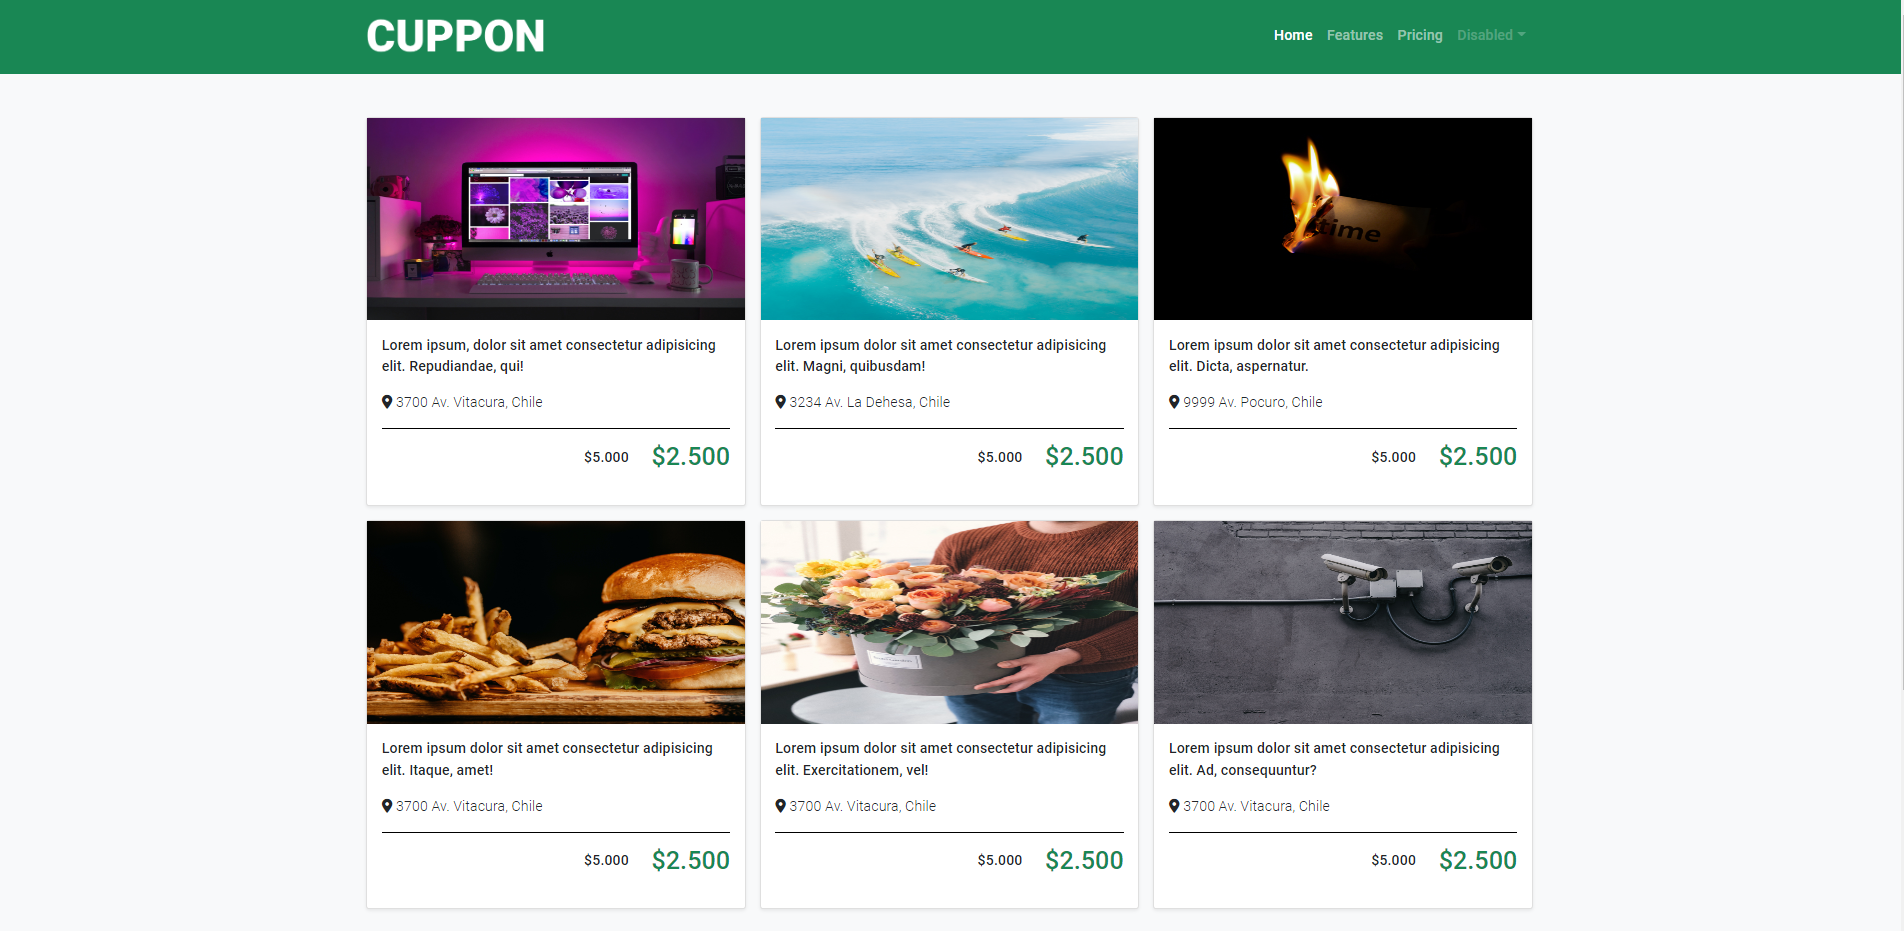 CUPPON
Home Features Pricing Disabled
time
Lorem ipsum, dolor sit amet consectetur adipisicing
elit. Repudiandae, qui!
3700 Av. Vitacura, Chile
$5.000 $2.500
Lorem ipsum dolor sit amet consectetur adipisicing
elit. Magni, quibusdam!
3234 Av. La Dehesa, Chile
$5.000 $2.500
Lorem ipsum dolor sit amet consectetur adipisicing
elit. Dicta, aspernatur.
9999 Av. Pocuro, Chile
$5.000 $2.500
Lorem ipsum dolor sit amet consectetur adipisicing
elit. Itaque, amet!
3700 Av. Vitacura, Chile
$5.000 $2.500
Lorem ipsum dolor sit amet consectetur adipisicing
elit. Exercitationem, vel!
3700 Av. Vitacura, Chile
$5.000 $2.500
Lorem ipsum dolor sit amet consectetur adipisicing
elit. Ad, consequuntur?
3700 Av. Vitacura, Chile
$5.000 $2.500